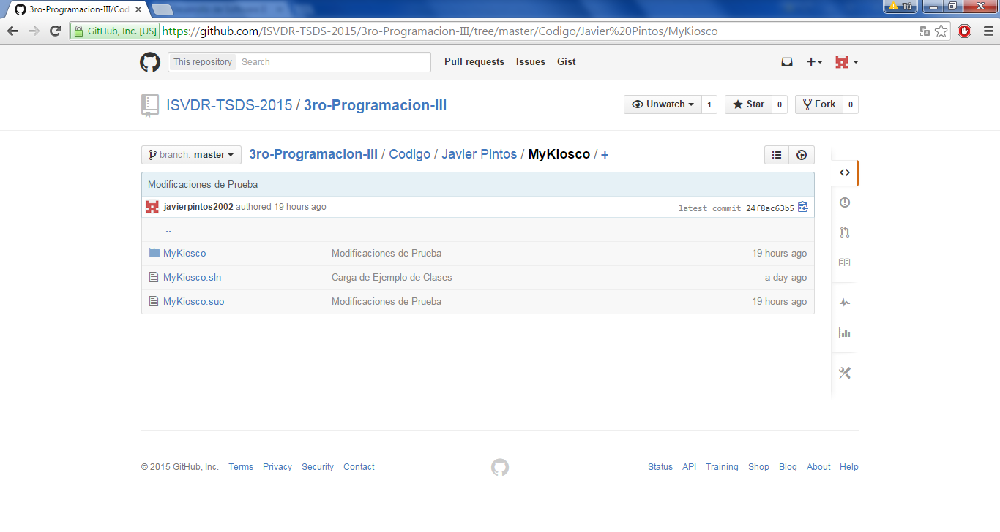 3ro-Programacion-III/Cod
Tú
GitHub, Inc. [US] https://github.com/ISVDR-TSDS-2015/3ro-Programacion-III/tree/master/Codigo/Javier%20Pintos/MyKiosco
This repository Search Pull requests Issues Gist
ISVDR-TSDS-2015 / 3ro-Programacion-III Unwatch 1 Star 0 Fork 0
branch: master 3ro-Programacion-III / Codigo / Javier Pintos / MyKiosco / +
Modificaciones de Prueba
javierpintos2002 authored 19 hours ago latest commit 24f8ac63b5
..
MyKiosco Modificaciones de Prueba 19 hours ago
MyKiosco.sln Carga de Ejemplo de Clases a day ago
MyKiosco.suo Modificaciones de Prueba 19 hours ago
© 2015 GitHub, Inc. Terms Privacy Security Contact Status API Training Shop Blog About Help